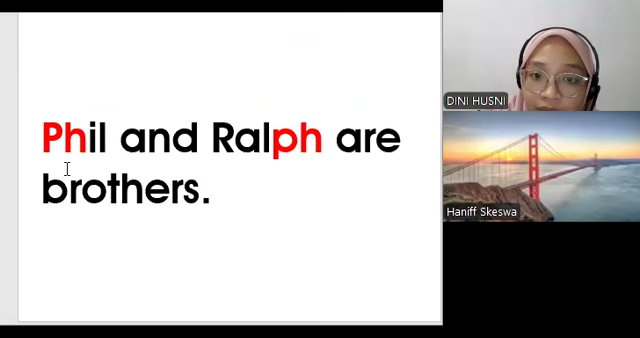 Phil and Ralph are
brothers.
DINI HUSNI
Haniff Skeswa